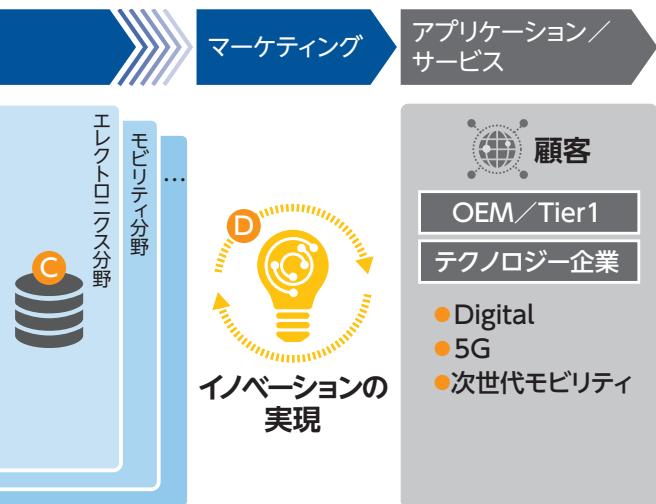 マーケティング
アプリケーション／
サービス
エレクトロニクス分野
モビリティ分野
…
C
D
イノベーションの
実現
顧客
OEM／Tier1
テクノロジー企業
●Digital
●5G
●次世代モビリティ